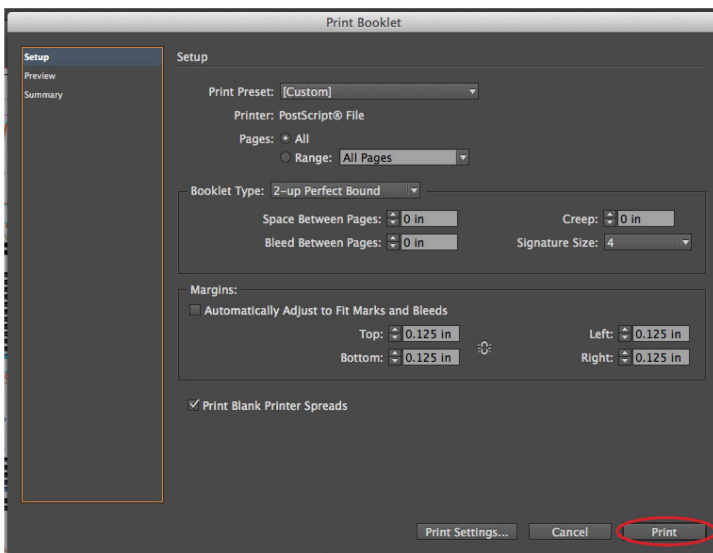 Print Booklet
Setup
Preview
Summary
Setup
Print Preset: [Custom]
Printer: PostScript® File
Pages: All
Range: All Pages
Booklet Type: 2-up Perfect Bound
Space Between Pages: 0 in
Creep: 0 in
Bleed Between Pages: 0 in
Signature Size: 4
Margins:
Automatically Adjust to Fit Marks and Bleeds
Top: 0.125 in
Left: 0.125 in
Bottom: 0.125 in
Right: 0.125 in
Print Blank Printer Spreads
Print Settings...
Cancel
Print